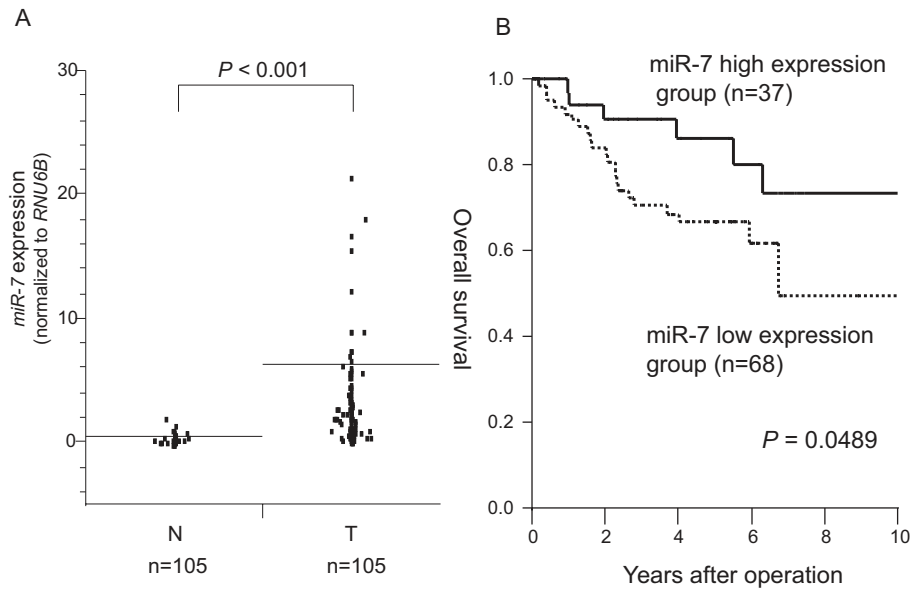 A
P < 0.001
30
20
10
0
miR-7 expression
(normalized to RNU6B)
N
T
n=105
n=105
B
miR-7 high expression
group (n=37)
1.0
0.8
0.6
0.4
0.2
0.0
Overall survival
miR-7 low expression
group (n=68)
P = 0.0489
0 2 4 6 8 10
Years after operation